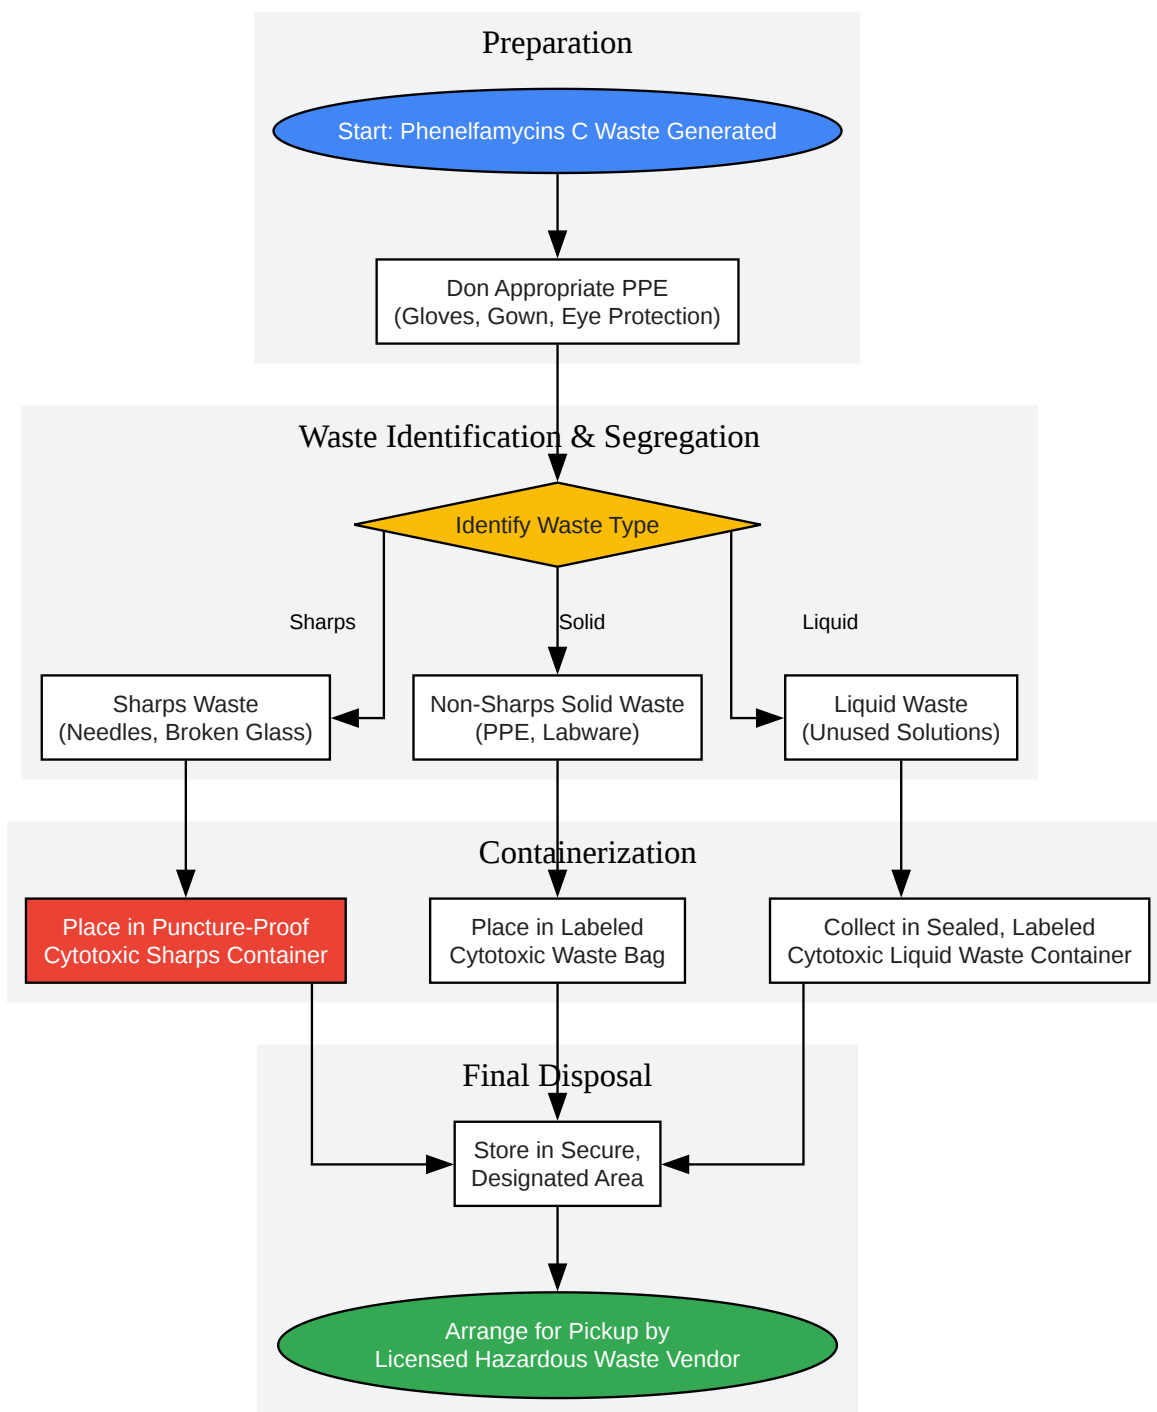 Preparation
Start: Phenelfamycins C Waste Generated
Don Appropriate PPE
(Gloves, Gown, Eye Protection)
Waste Identification & Segregation
Identify Waste Type
Sharps
Solid
Liquid
Sharps Waste
(Needles, Broken Glass)
Non-Sharps Solid Waste
(PPE, Labware)
Liquid Waste
(Unused Solutions)
Containerization
Place in Puncture-Proof
Cytotoxic Sharps Container
Place in Labeled
Cytotoxic Waste Bag
Collect in Sealed, Labeled
Cytotoxic Liquid Waste Container
Final Disposal
Store in Secure,
Designated Area
Arrange for Pickup by
Licensed Hazardous Waste Vendor